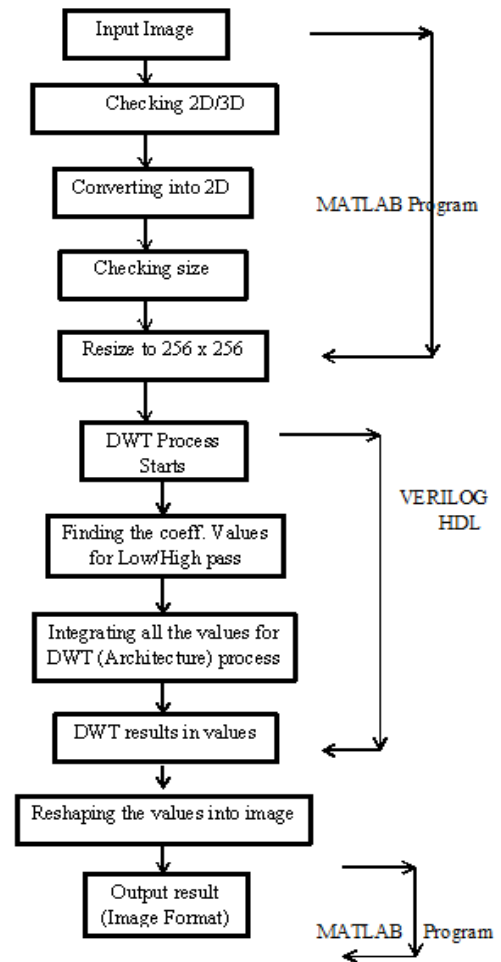 Input Image
Checking 2D/3D
Converting into 2D
MATLAB Program
Checking size
Resize to 256 x 256
DWT Process
Starts
VERILOG
HDL
Finding the coeff. Values
for Low/High pass
Integrating all the values for
DWT (Architecture) process
DWT results in values
Reshaping the values into image
Output result
(Image Format)
MATLAB Program